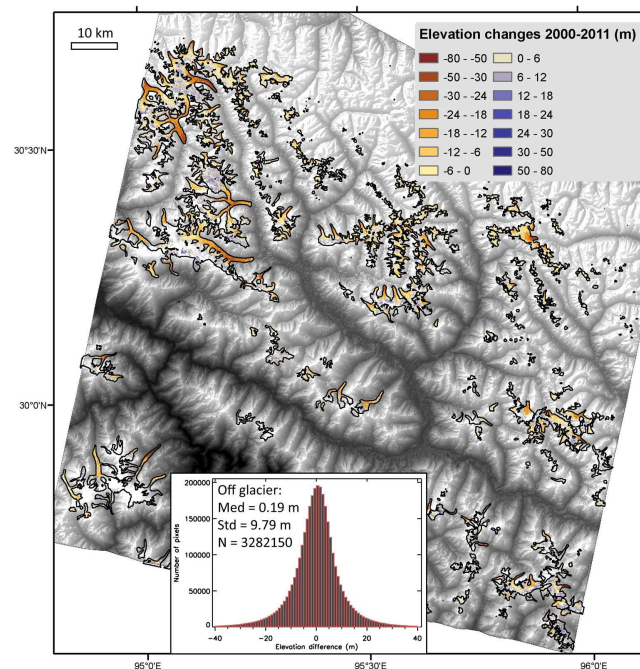 10 km
Elevation changes 2000-2011 (m)
-80 - -50
-50 - -30
-30 - -24
-24 - -18
-18 - -12
-12 - -6
-6 - 0
0 - 6
6 - 12
12 - 18
18 - 24
24 - 30
30 - 50
50 - 80
30°30'
30°0'
Off glacier:
Med = 0.19 m
Std = 9.79 m
N = 3282150
200000
150000
100000
50000
0
Number of pixels
-40
-20
0
20
40
Elevation difference (m)
95°0'E
95°30'E
96°0'E